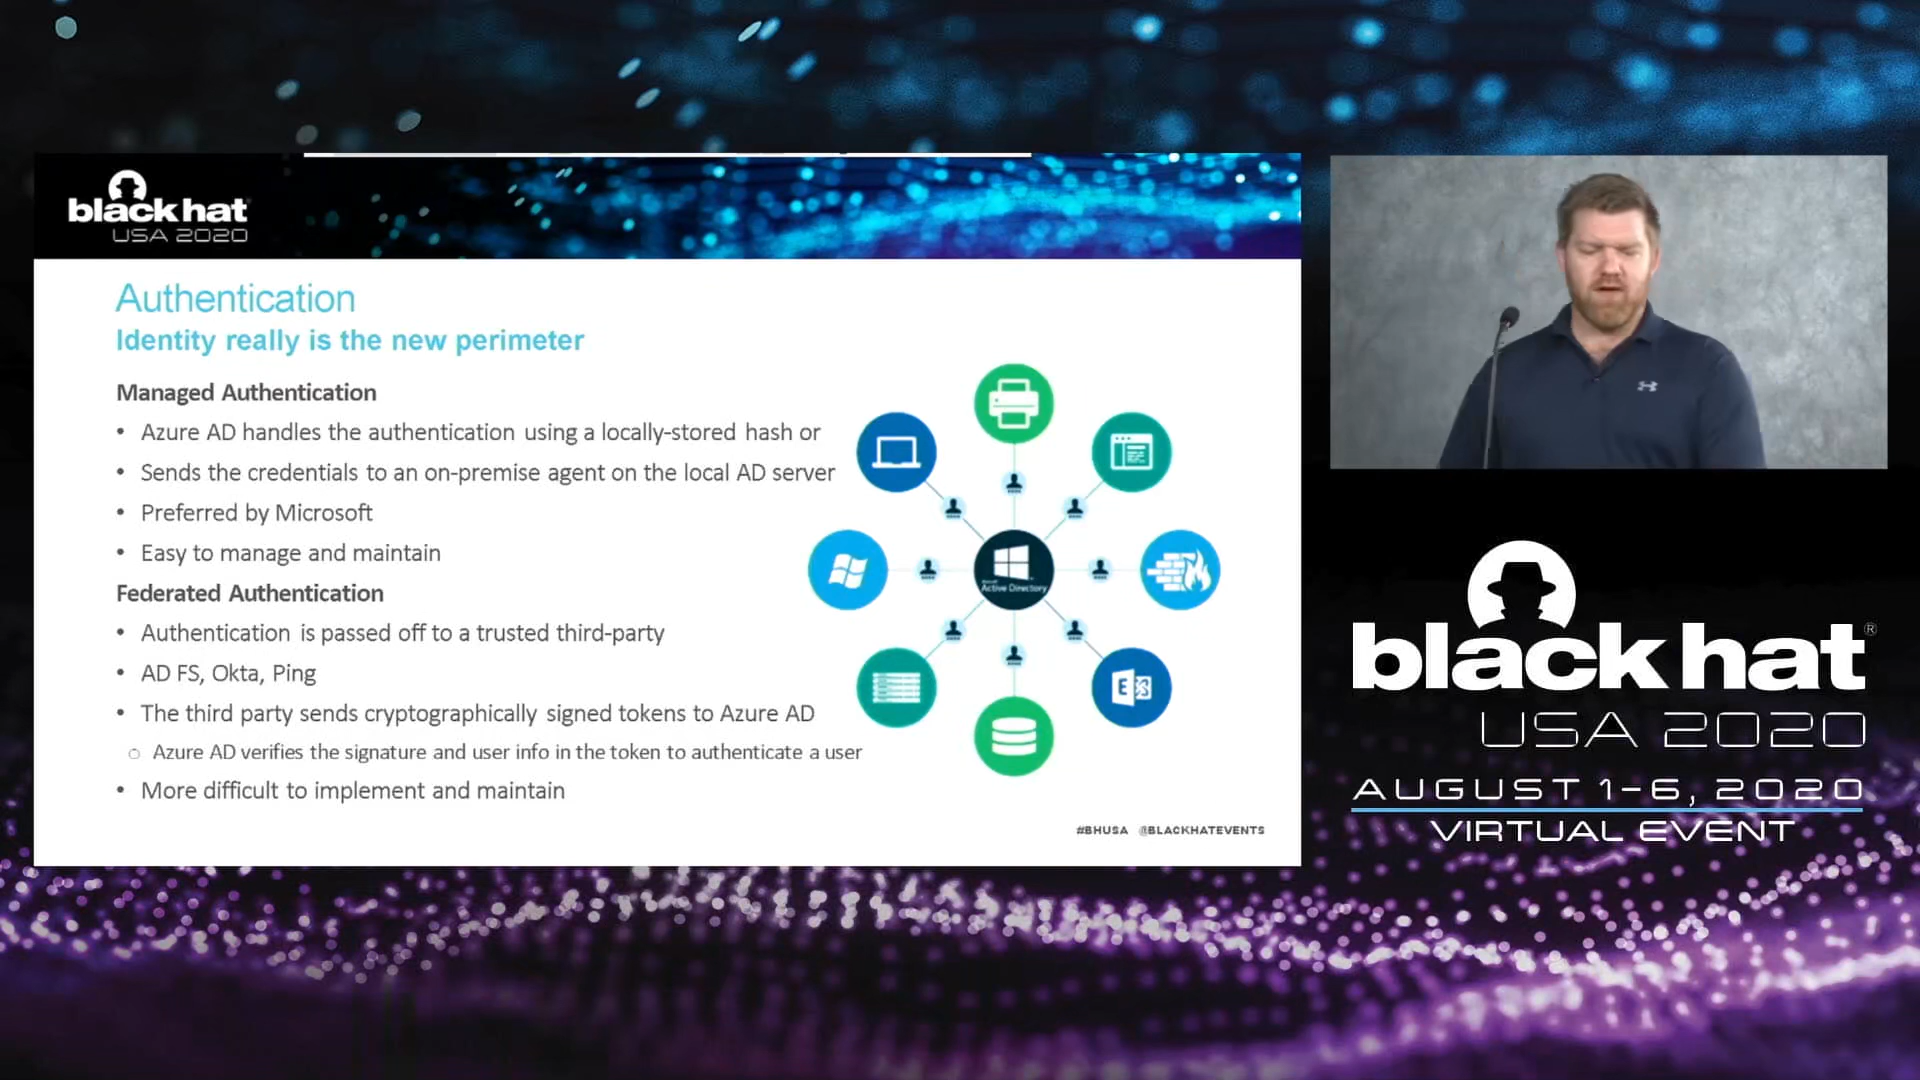 black hat
USA 2020
Authentication
Identity really is the new perimeter
Managed Authentication
• Azure AD handles the authentication using a locally-stored hash or
• Sends the credentials to an on-premise agent on the local AD server
• Preferred by Microsoft
• Easy to manage and maintain
Federated Authentication
• Authentication is passed off to a trusted third-party
• AD FS, Okta, Ping
• The third party sends cryptographically signed tokens to Azure AD
○ Azure AD verifies the signature and user info in the token to authenticate a user
• More difficult to implement and maintain
Active Directory
E
#BHUSA @BLACKHATEVENTS
black hat®
USA 2020
AUGUST 1-6, 2020
VIRTUAL EVENT